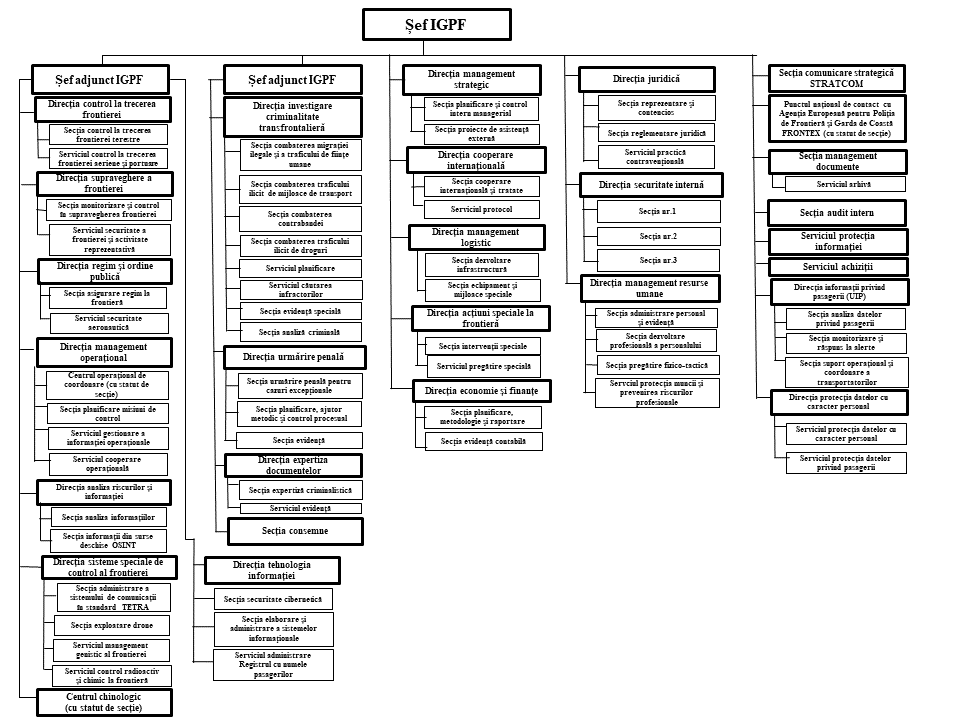 Șef IGPF
Șef adjunct IGPF
Direcția control la trecerea
frontierei
Secția control la trecerea
frontierei terestre
Serviciul control la trecerea
frontierei aeriene și portuare
Direcția supraveghere a
frontierei
Secția monitorizare și control
în supravegherea frontierei
Serviciul securitate a
frontierei și activitate
reprezentativă
Direcția regim și ordine
publică
Secția asigurare regim la
frontieră
Serviciul securitate
aeronautică
Direcția management
operațional
Centrul operațional de
coordonare (cu statut de
secție)
Secția planificare misiuni de
control
Serviciul gestionare a
informației operaționale
Serviciul cooperare
operațională
Direcția analiza riscurilor și
informației
Secția analiza informațiilor
Secția informații din surse
deschise OSINT
Direcția sisteme speciale de
control al frontierei
Secția administrare a
sistemului de comunicații
în standard TETRA
Secția exploatare drone
Serviciul management
genistic al frontierei
Serviciul control radioactiv
și chimic la frontieră
Centrul chinologic
(cu statut de secție)
Șef adjunct IGPF
Direcția investigare
criminalitate
transfrontalieră
Secția combaterea migrației
ilegale și a traficului de ființe
umane
Secția combaterea traficului
ilicit de mijloace de transport
Secția combaterea
contrabandei
Secția combaterea traficului
ilicit de droguri
Serviciul planificare
Serviciul căutarea
infractorilor
Secția evidență specială
Secția analiză criminală
Direcția urmărire penală
Secția urmărire penală pentru
cazuri excepționale
Secția planificare, ajutor
metodic și control procesual
Secția evidență
Direcția expertiza
documentelor
Secția expertiză criminalistică
Serviciul evidență
Secția consemne
Direcția tehnologia
informației
Secția securitate cibernetică
Secția elaborare și
administrare a sistemelor
informaționale
Serviciul administrare
Registrul cu numele
pasagerilor
Direcția management
strategic
Secția planificare și control
intern managerial
Secția proiecte de asistență
externă
Direcția cooperare
internațională
Secția cooperare
internațională și tratate
Serviciul protocol
Direcția management
logistic
Secția dezvoltare
infrastructură
Secția echipament și
mijloace speciale
Direcția acțiuni speciale la
frontieră
Secția intervenții speciale
Serviciul pregătire specială
Direcția economie și finanțe
Secția planificare,
metodologie și raportare
Secția evidență contabilă
Direcția juridică
Secția reprezentare și
contencios
Secția reglementare juridică
Serviciul practică
contravențională
Direcția securitate internă
Secția nr.1
Secția nr.2
Secția nr.3
Direcția management resurse
umane
Secția administrare personal
și evidență
Secția dezvoltare
profesională a personalului
Secția pregătire fizico-tactică
Serviciul protecția muncii și
prevenirea riscurilor
profesionale
Secția comunicare strategică
STRATCOM
Punctul național de contact cu
Agenția Europeană pentru Poliția
de Frontieră și Garda de Coastă
FRONTEX (cu statut de secție)
Secția management
documente
Serviciul arhivă
Secția audit intern
Serviciul protecția
informației
Serviciul achiziții
Direcția informații privind
pasagerii (UIP)
Secția analiza datelor
privind pasagerii
Secția monitorizare și
răspuns la alerte
Secția suport operațional și
coordonare a
transportatorilor
Direcția protecția datelor cu
caracter personal
Serviciul protecția datelor cu
caracter personal
Serviciul protecția datelor
privind pasagerii